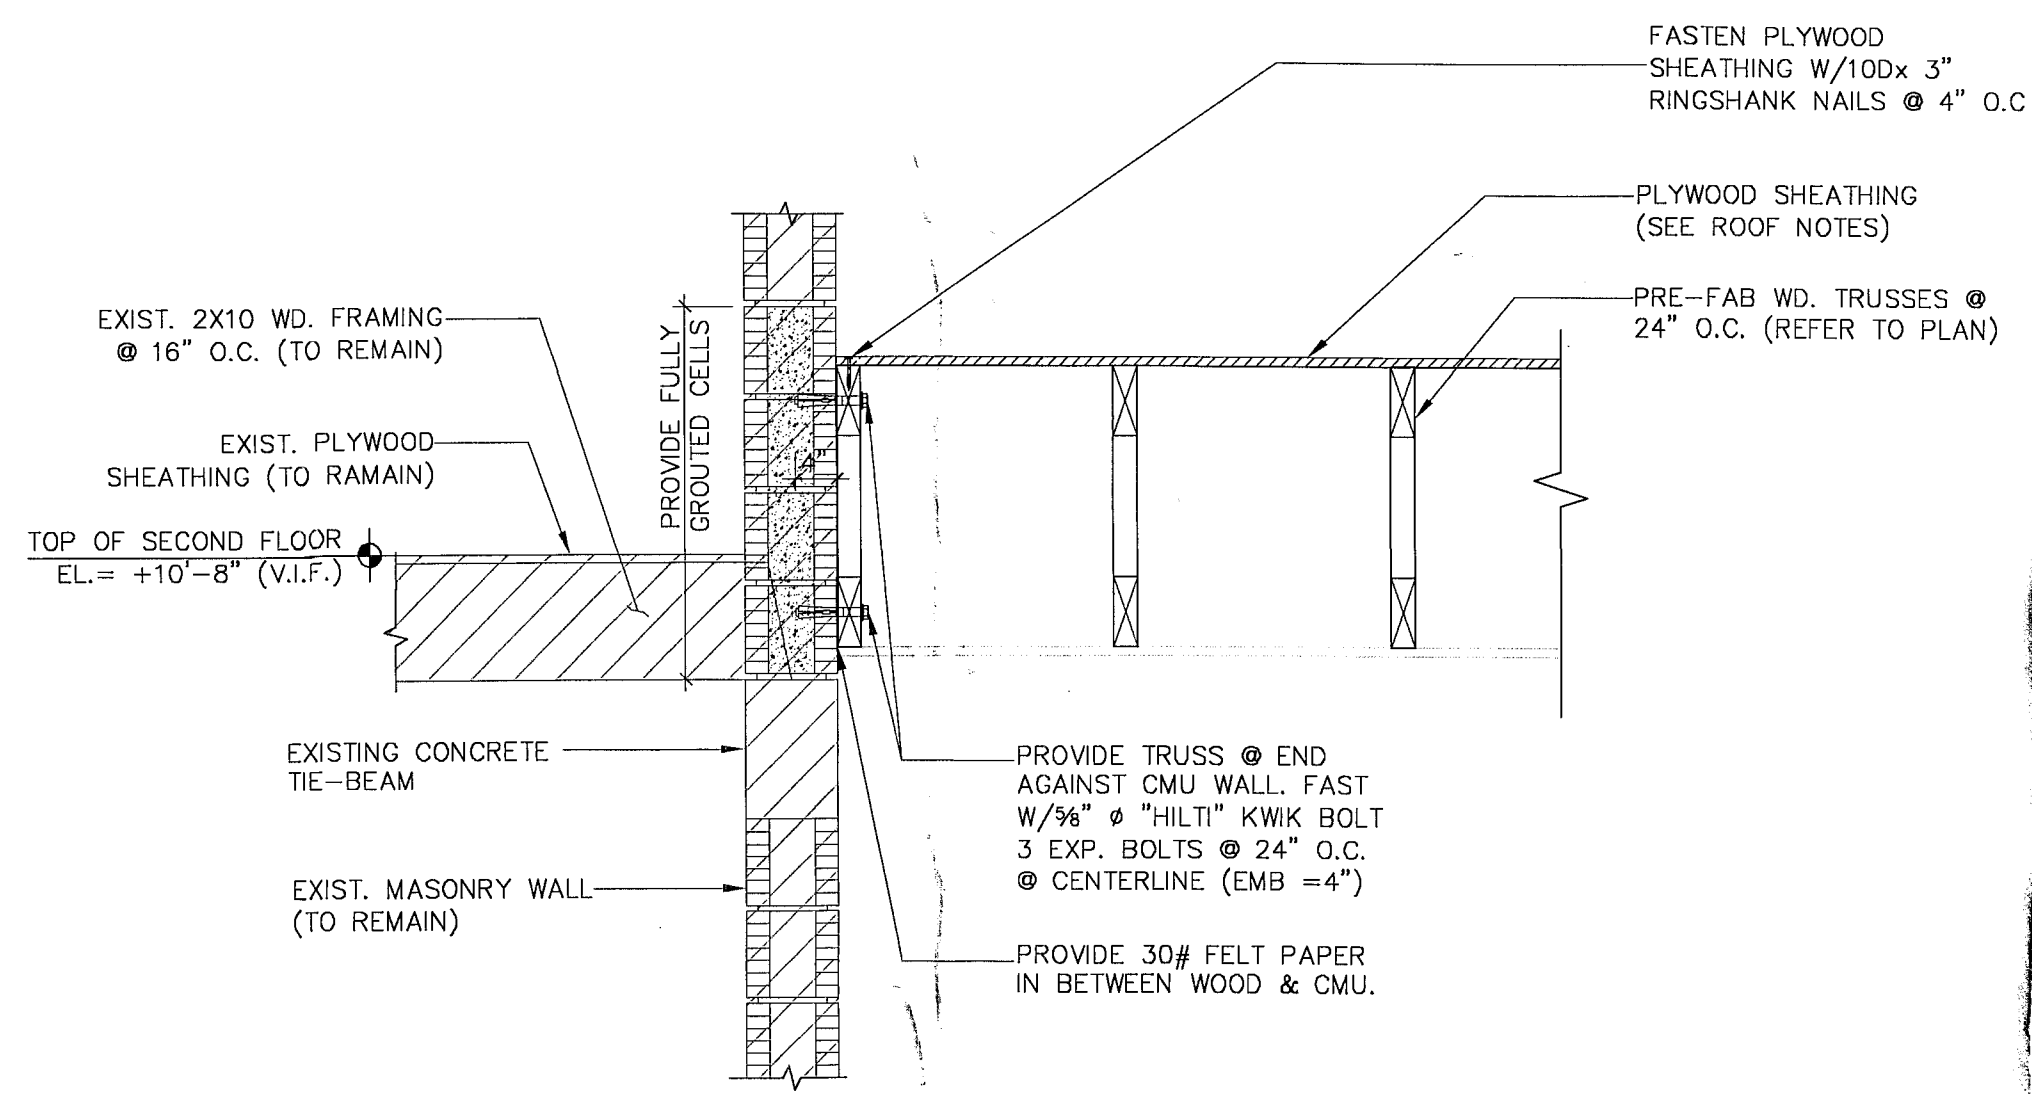 FASTEN PLYWOOD
SHEATHING W/10Dx 3"
RINGSHANK NAILS @ 4" O.C
PLYWOOD SHEATHING
(SEE ROOF NOTES)
PRE-FAB WD. TRUSSES @
24" O.C. (REFER TO PLAN)
EXIST. 2X10 WD. FRAMING
@ 16" O.C. (TO REMAIN)
EXIST. PLYWOOD
SHEATHING (TO RAMAIN)
PROVIDE FULLY
GROUTED CELLS
4"
TOP OF SECOND FLOOR
EL.= +10'-8" (V.I.F.)
EXISTING CONCRETE
TIE-BEAM
EXIST. MASONRY WALL
(TO REMAIN)
PROVIDE TRUSS @ END
AGAINST CMU WALL. FAST
W/⅝" ø "HILTI" KWIK BOLT
3 EXP. BOLTS @ 24" O.C.
@ CENTERLINE (EMB =4")
PROVIDE 30# FELT PAPER
IN BETWEEN WOOD & CMU.